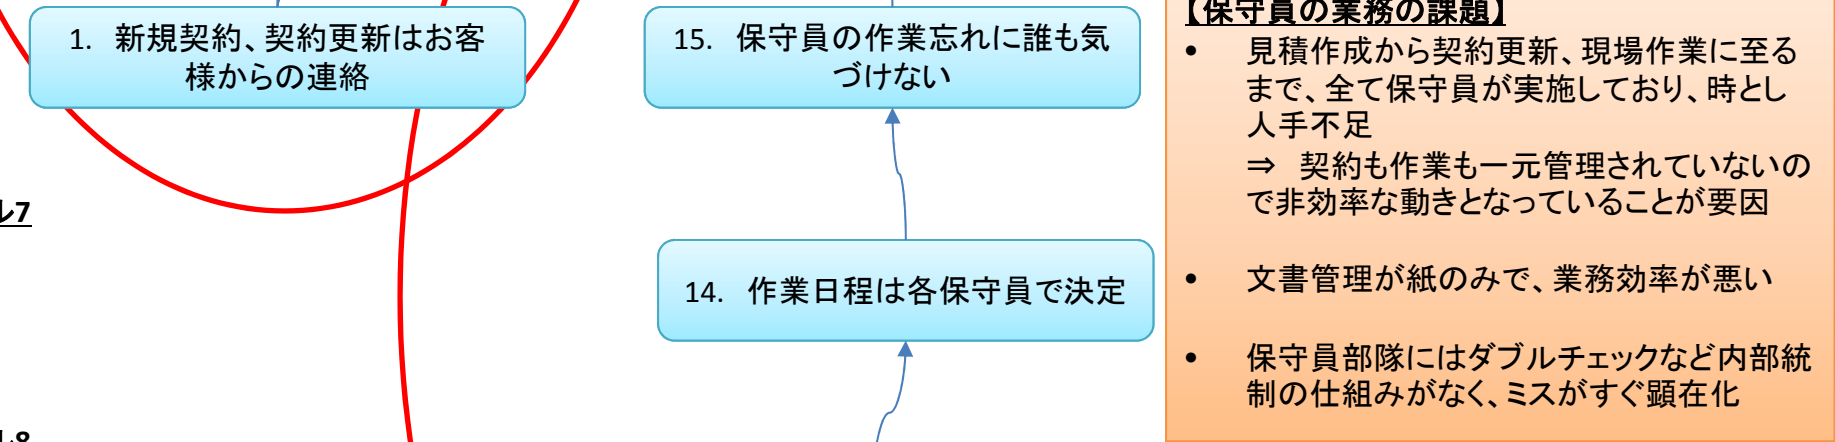 1. 新規契約、契約更新はお客
様からの連絡
ル7
15. 保守員の作業忘れに誰も気
づけない
14. 作業日程は各保守員で決定
【保守員の業務の課題】
• 見積作成から契約更新、現場作業に至る
まで、全て保守員が実施しており、時とし
人手不足
⇒ 契約も作業も一元管理されていないの
で非効率な動きとなっていることが要因
• 文書管理が紙のみで、業務効率が悪い
• 保守員部隊にはダブルチェックなど内部統
制の仕組みがなく、ミスがすぐ顕在化